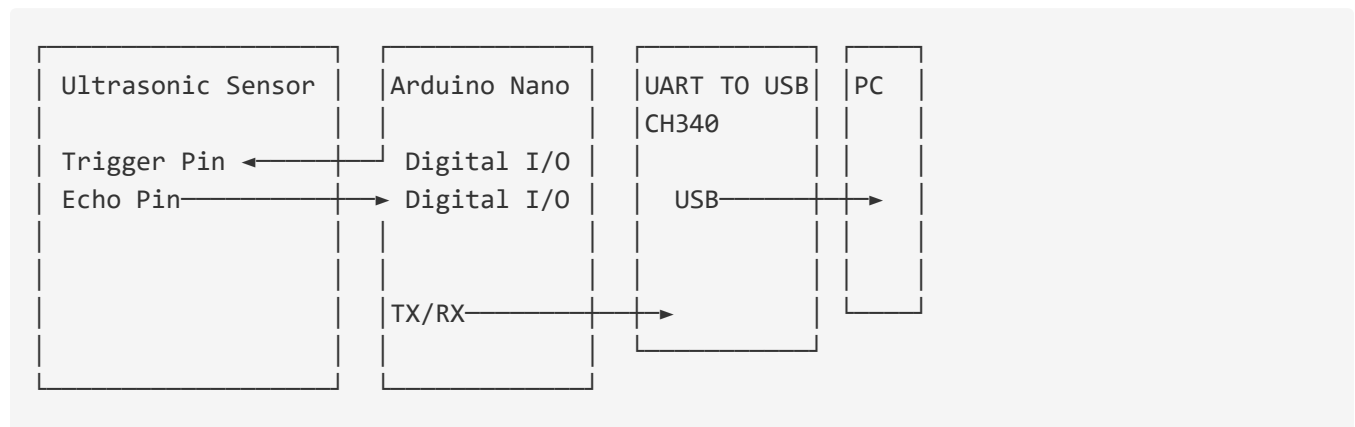 Ultrasonic Sensor Arduino Nano UART TO USB PC
CH340
Trigger Pin Digital I/O
Echo Pin Digital I/O USB
TX/RX